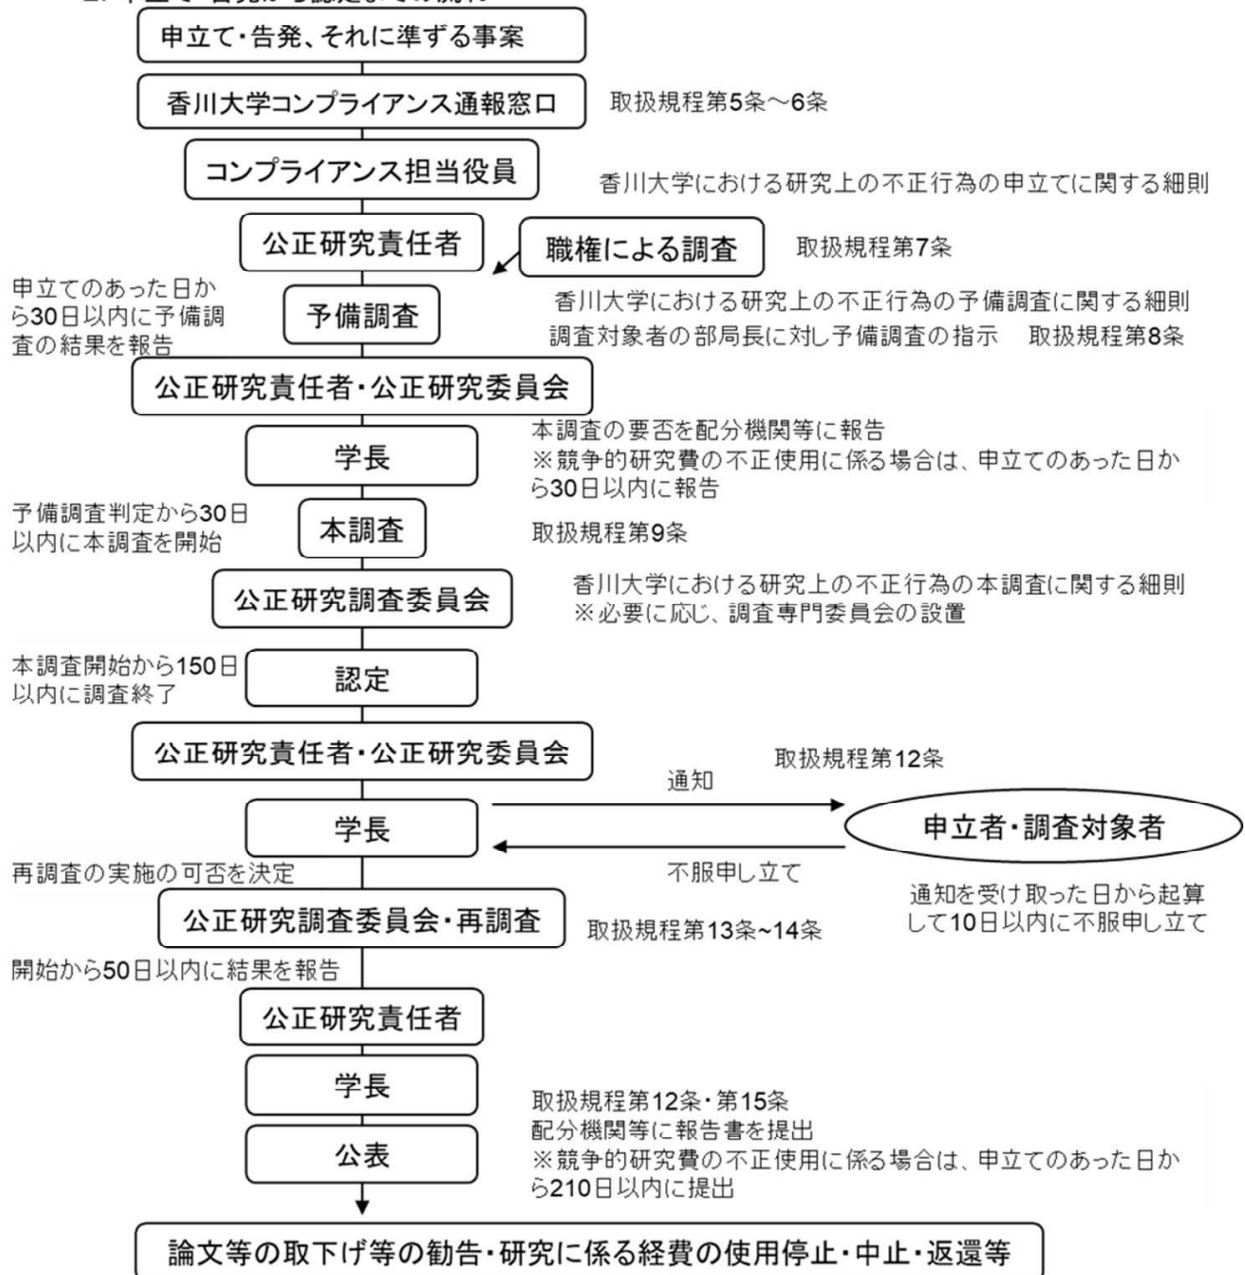 申立て・告発、それに準ずる事案
香川大学コンプライアンス通報窓口
取扱規程第5条～6条
コンプライアンス担当役員
香川大学における研究上の不正行為の申立てに関する細則
公正研究責任者
職権による調査
取扱規程第7条
申立てのあった日か
ら30日以内に予備調
査の結果を報告
予備調査
香川大学における研究上の不正行為の予備調査に関する細則
調査対象者の部局長に対し予備調査の指示　取扱規程第8条
公正研究責任者・公正研究委員会
学長
本調査の要否を配分機関等に報告
※競争的研究費の不正使用に係る場合は、申立てのあった日か
ら30日以内に報告
予備調査判定から30日
以内に本調査を開始
本調査
取扱規程第9条
公正研究調査委員会
香川大学における研究上の不正行為の本調査に関する細則
※必要に応じ、調査専門委員会の設置
本調査開始から150日
以内に調査終了
認定
公正研究責任者・公正研究委員会
取扱規程第12条
通知
学長
申立者・調査対象者
不服申し立て
再調査の実施の可否を決定
通知を受け取った日から起算
して10日以内に不服申し立て
公正研究調査委員会・再調査
取扱規程第13条~14条
開始から50日以内に結果を報告
公正研究責任者
学長
取扱規程第12条・第15条
配分機関等に報告書を提出
※競争的研究費の不正使用に係る場合は、申立てのあった日か
ら210日以内に提出
公表
論文等の取下げ等の勧告・研究に係る経費の使用停止・中止・返還等